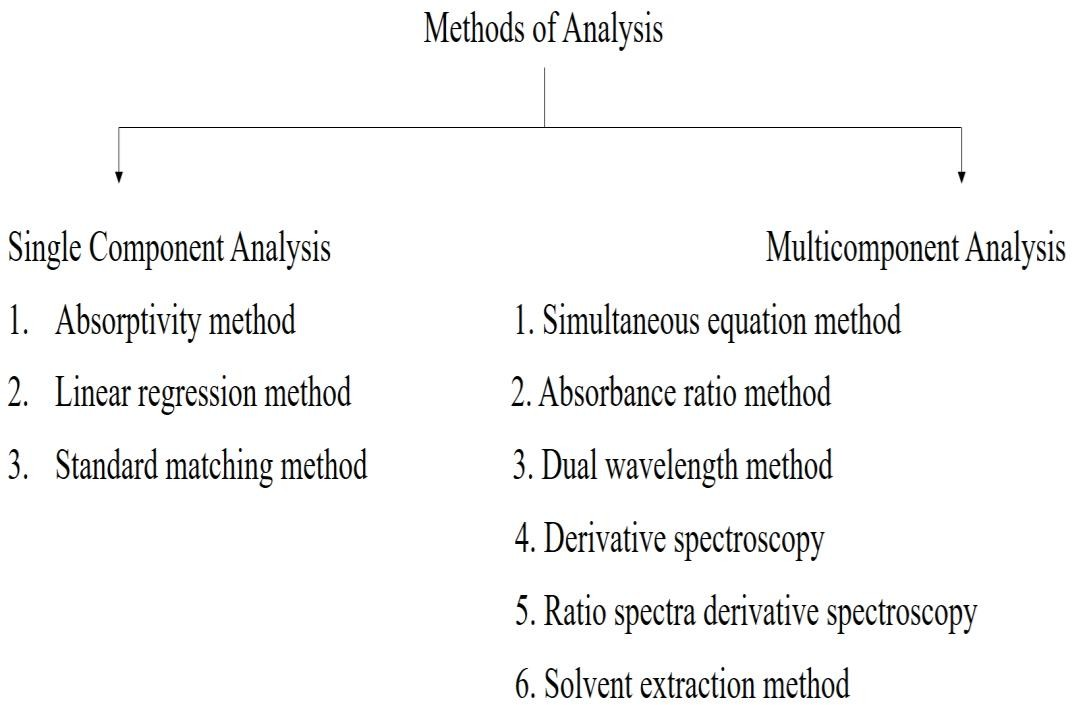 Methods of Analysis
Single Component Analysis
1. Absorptivity method
2. Linear regression method
3. Standard matching method
Multicomponent Analysis
1. Simultaneous equation method
2. Absorbance ratio method
3. Dual wavelength method
4. Derivative spectroscopy
5. Ratio spectra derivative spectroscopy
6. Solvent extraction method